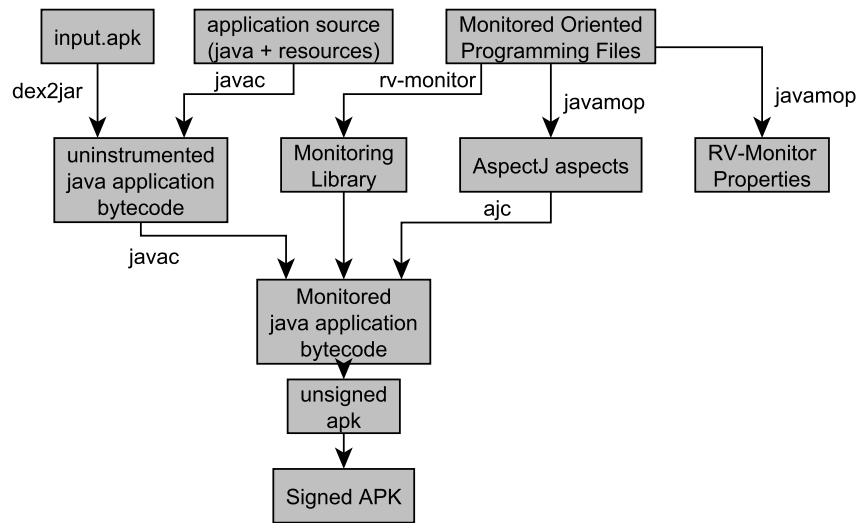 input.apk
application source
(java + resources)
Monitored Oriented
Programming Files
dex2jar
javac
rv-monitor
javamop
javamop
uninstrumented
java application
bytecode
Monitoring
Library
AspectJ aspects
RV-Monitor
Properties
javac
ajc
Monitored
java application
bytecode
unsigned
apk
Signed APK